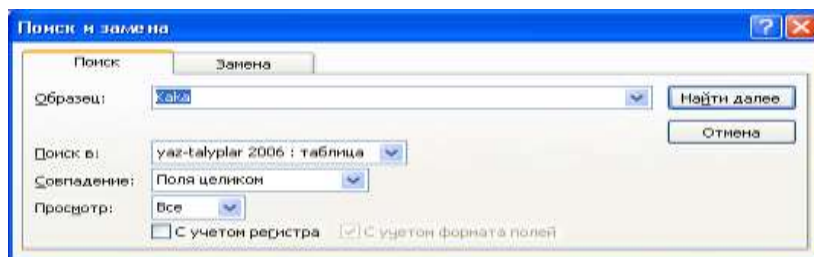 Поиск и замена
Поиск Замена
Образец: Kaka Найти далее
Отмена
Поиск в: yaz-talyplar 2006 : таблица
Совпадение: Поля целиком
Просмотр: Все
С учетом регистра С учетом формата полей